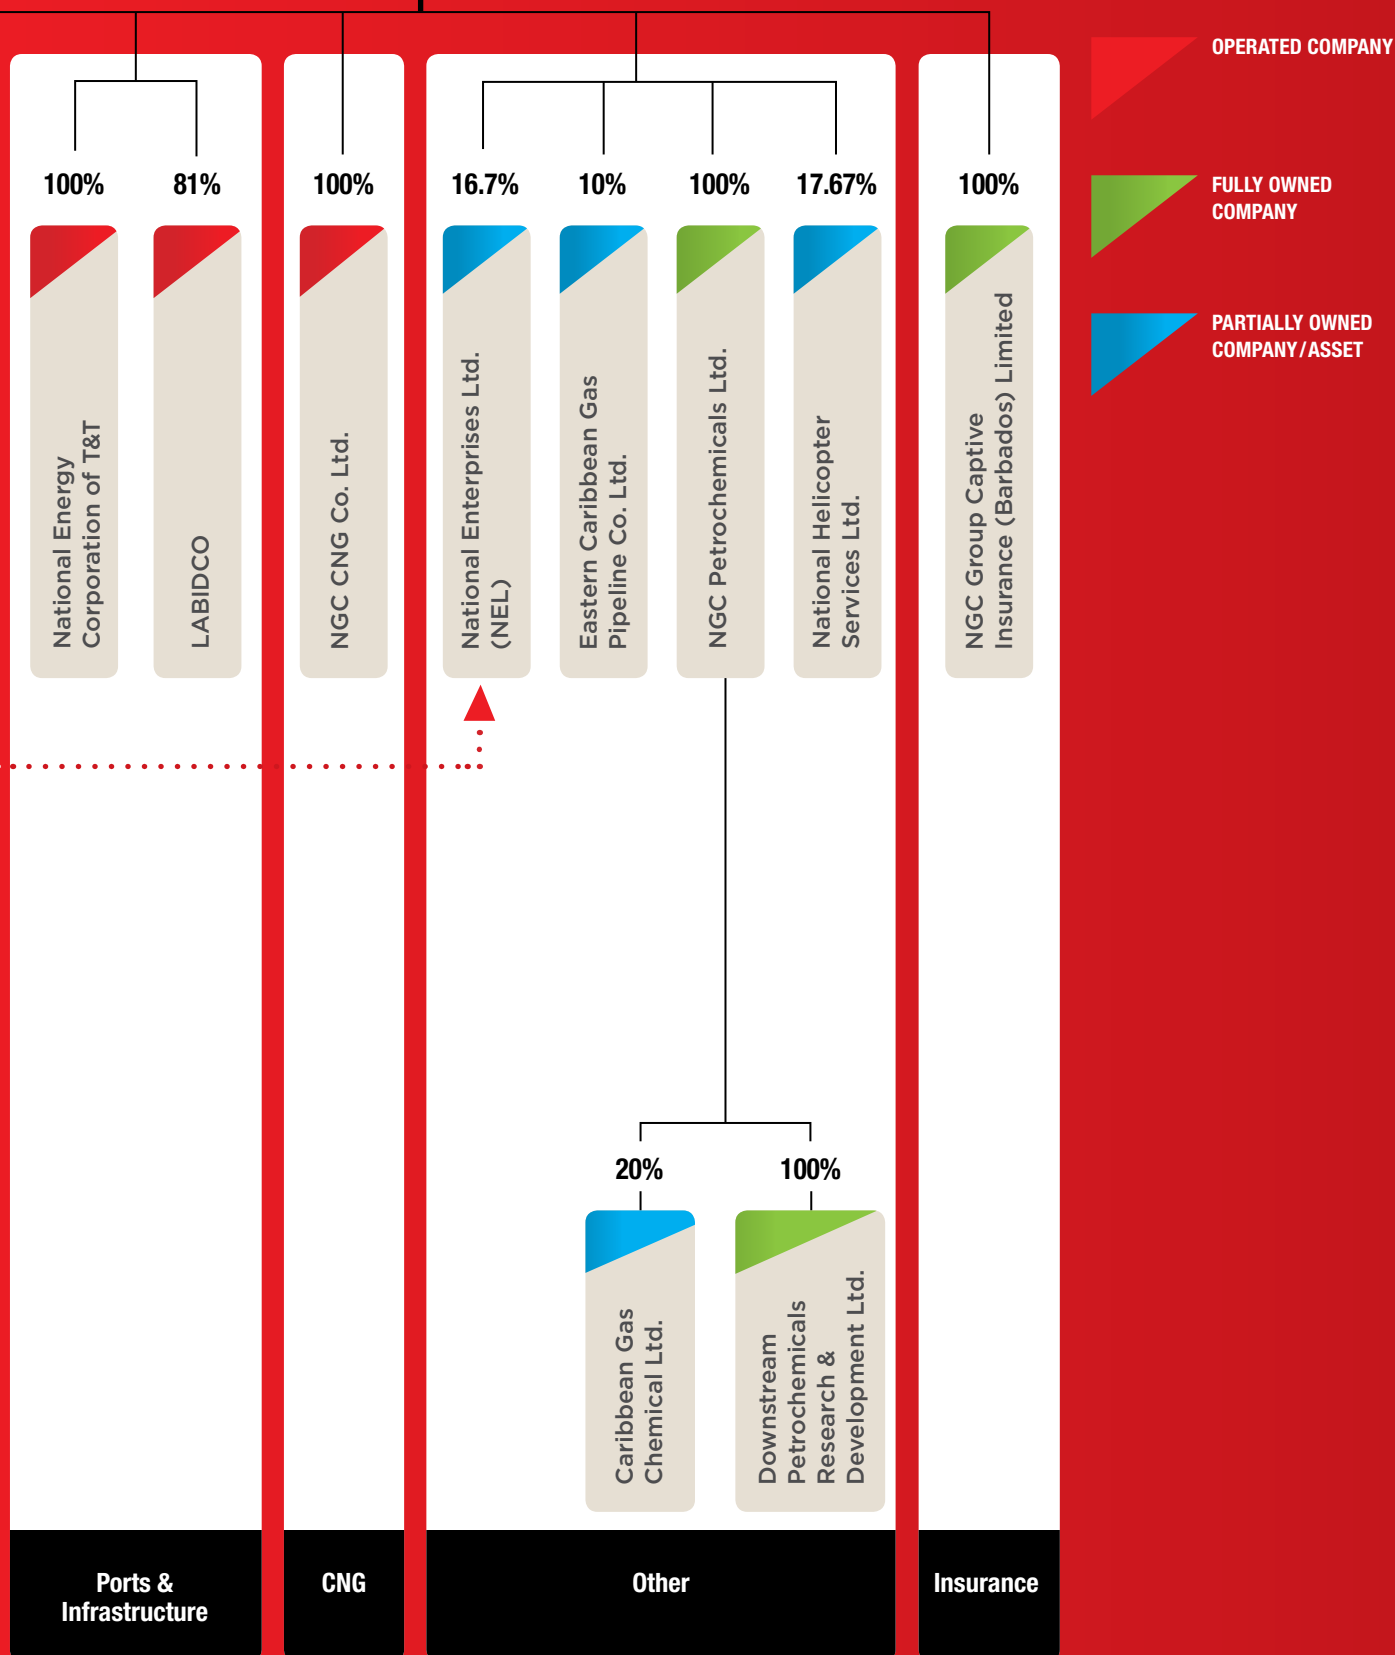 OPERATED COMPANY
FULLY OWNED
COMPANY
PARTIALLY OWNED
COMPANY/ASSET
100%
81%
100%
16.7%
10%
100%
17.67%
100%
National Energy
Corporation of T&T
LABIDCO
NGC CNG Co. Ltd.
National Enterprises Ltd.
(NEL)
Eastern Caribbean Gas
Pipeline Co. Ltd.
NGC Petrochemicals Ltd.
National Helicopter
Services Ltd.
NGC Group Captive
Insurance (Barbados) Limited
20%
100%
Caribbean Gas
Chemical Ltd.
Downstream
Petrochemicals
Research &
Development Ltd.
Ports &
Infrastructure
CNG
Other
Insurance